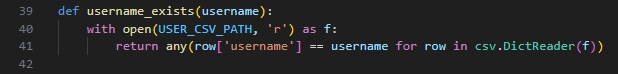 39 def username_exists(username):
40     with open(USER_CSV_PATH, 'r') as f:
41         return any(row['username'] == username for row in csv.DictReader(f))
42